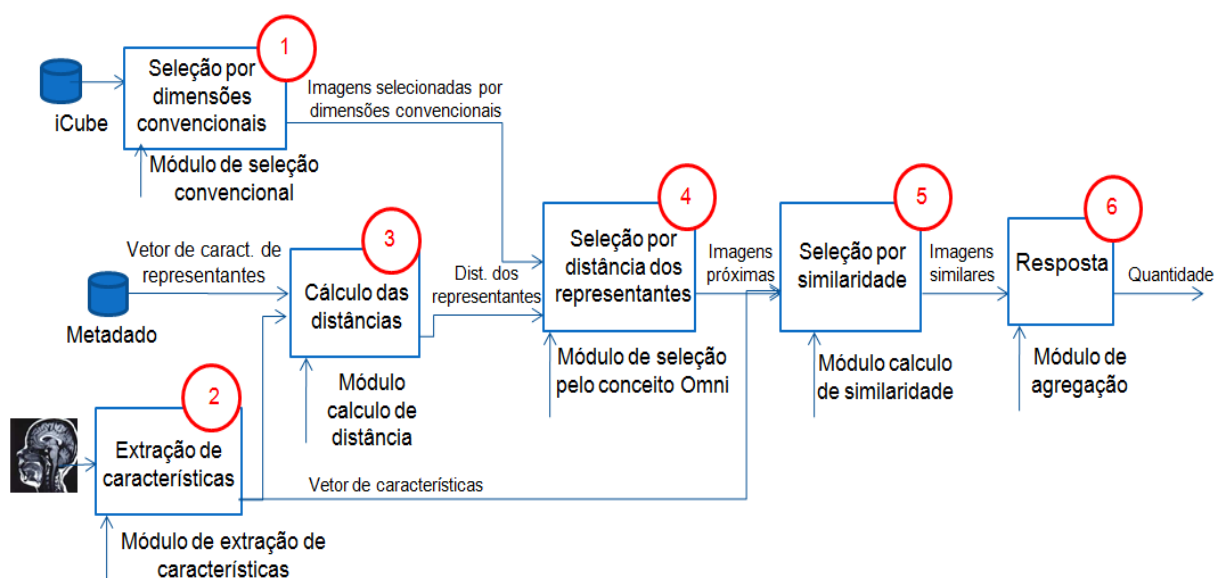 1
Seleção por
dimensões
convencionais
iCube
Imagens selecionadas por
dimensões convencionais
Módulo de seleção
convencional
Vetor de caract. de
representantes
Metadado
3
Cálculo das
distâncias
Dist. dos
representantes
Módulo
calculo de
distância
4
Seleção por
distância dos
representantes
Imagens
próximas
Módulo de seleção
pelo conceito Omni
5
Seleção por
similaridade
Imagens
similares
Módulo calculo
de similaridade
6
Resposta
Quantidade
Módulo de
agregação
2
Extração de
características
Vetor de características
Módulo de extração de
características